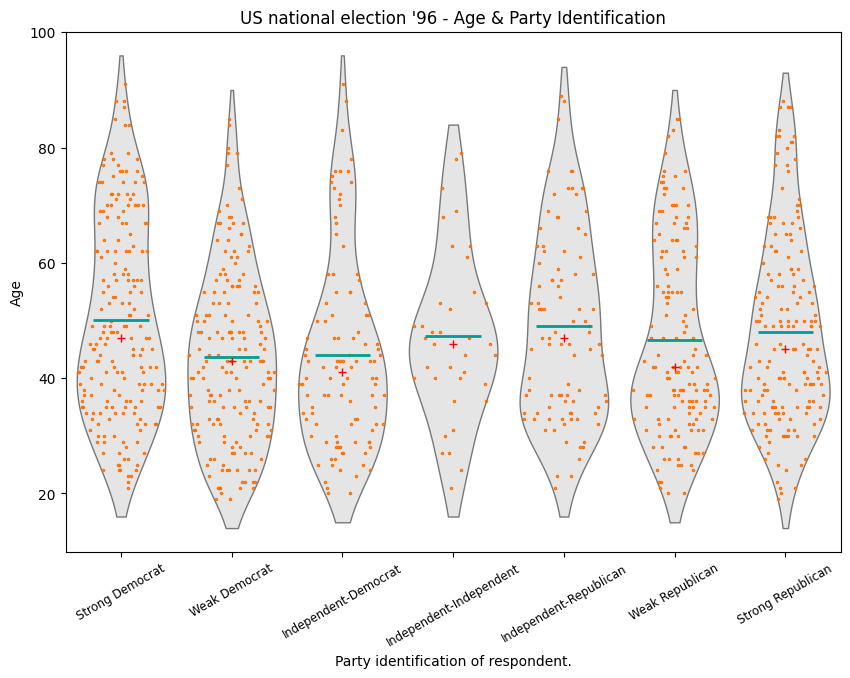 US national election '96 - Age & Party Identification
100
80
60
40
20
Age
Strong Democrat
Weak Democrat
Independent-Democrat
Independent-Independent
Independent-Republican
Weak Republican
Strong Republican
Party identification of respondent.